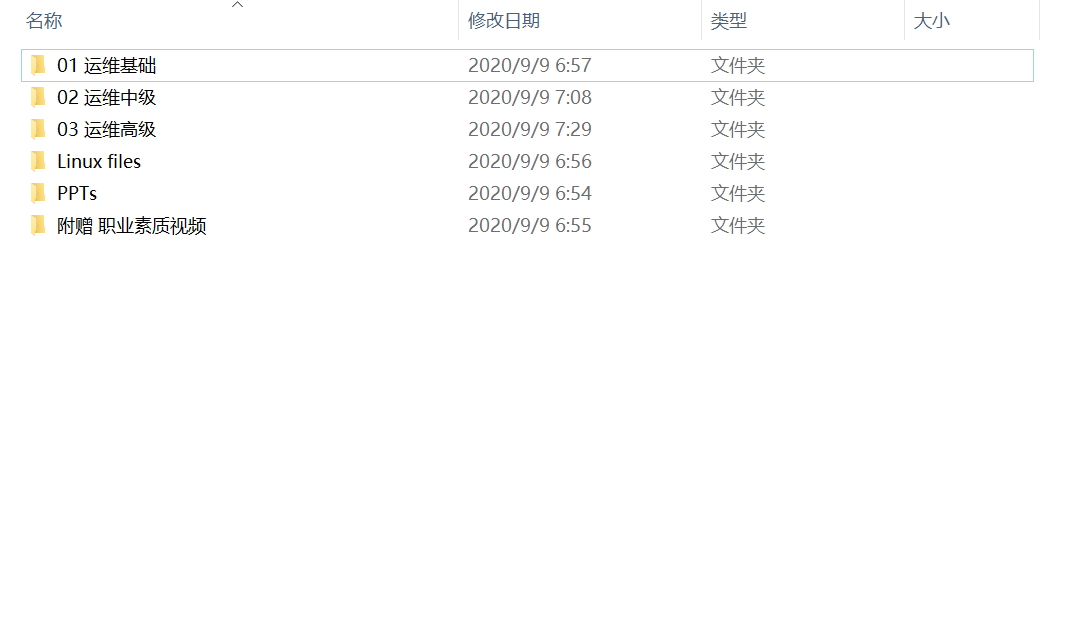 名称 修改日期 类型 大小
01 运维基础 2020/9/9 6:57 文件夹
02 运维中级 2020/9/9 7:08 文件夹
03 运维高级 2020/9/9 7:29 文件夹
Linux files 2020/9/9 6:56 文件夹
PPTs 2020/9/9 6:54 文件夹
附赠 职业素质视频 2020/9/9 6:55 文件夹